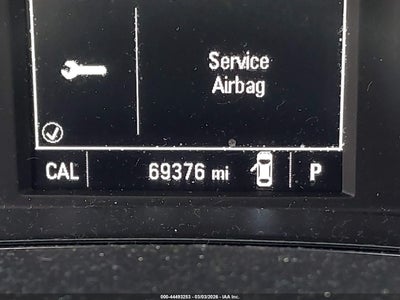 Service
Airbag
CAL 69376 mi P
000-44493253 - 03/03/2026 - IAA Inc.